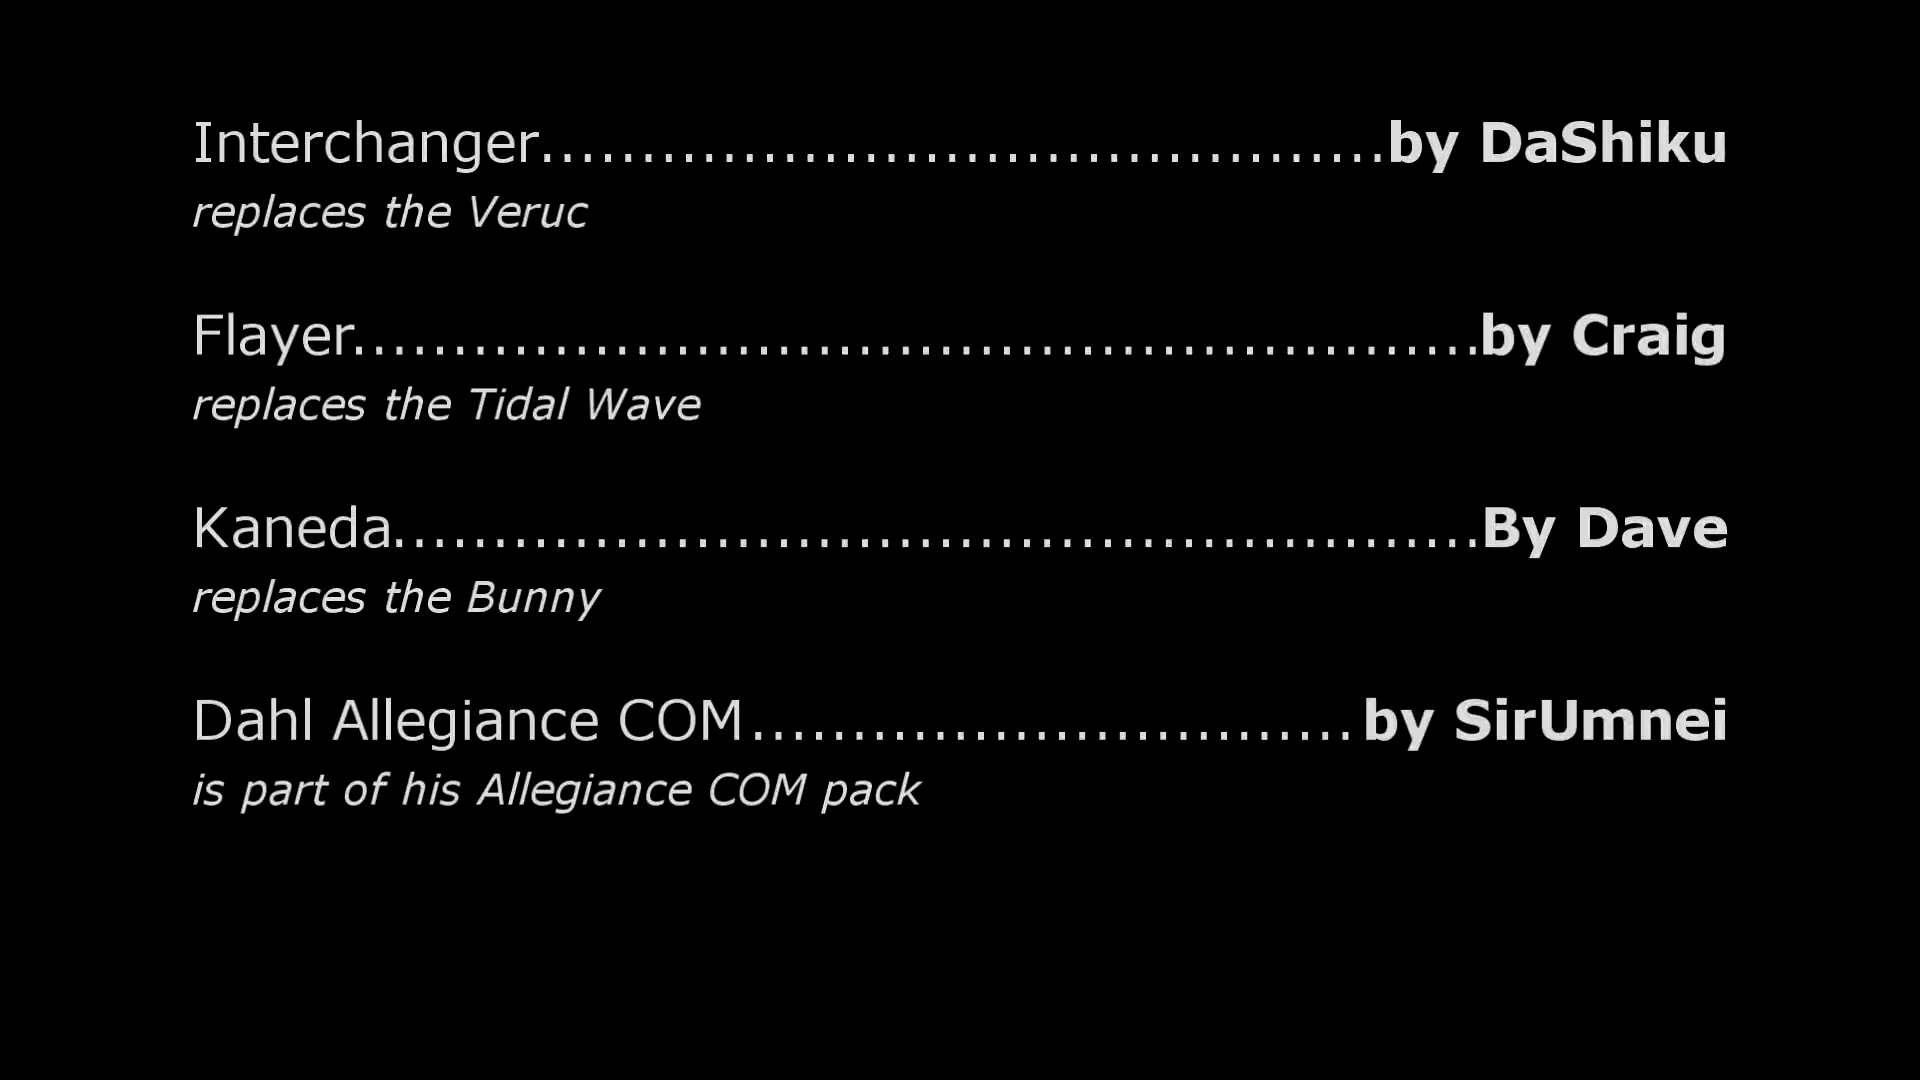 Interchanger..........................................by DaShiku
replaces the Veruc
Flayer........................................................by Craig
replaces the Tidal Wave
Kaneda......................................................By Dave
replaces the Bunny
Dahl Allegiance COM..............................by SirUmnei
is part of his Allegiance COM pack